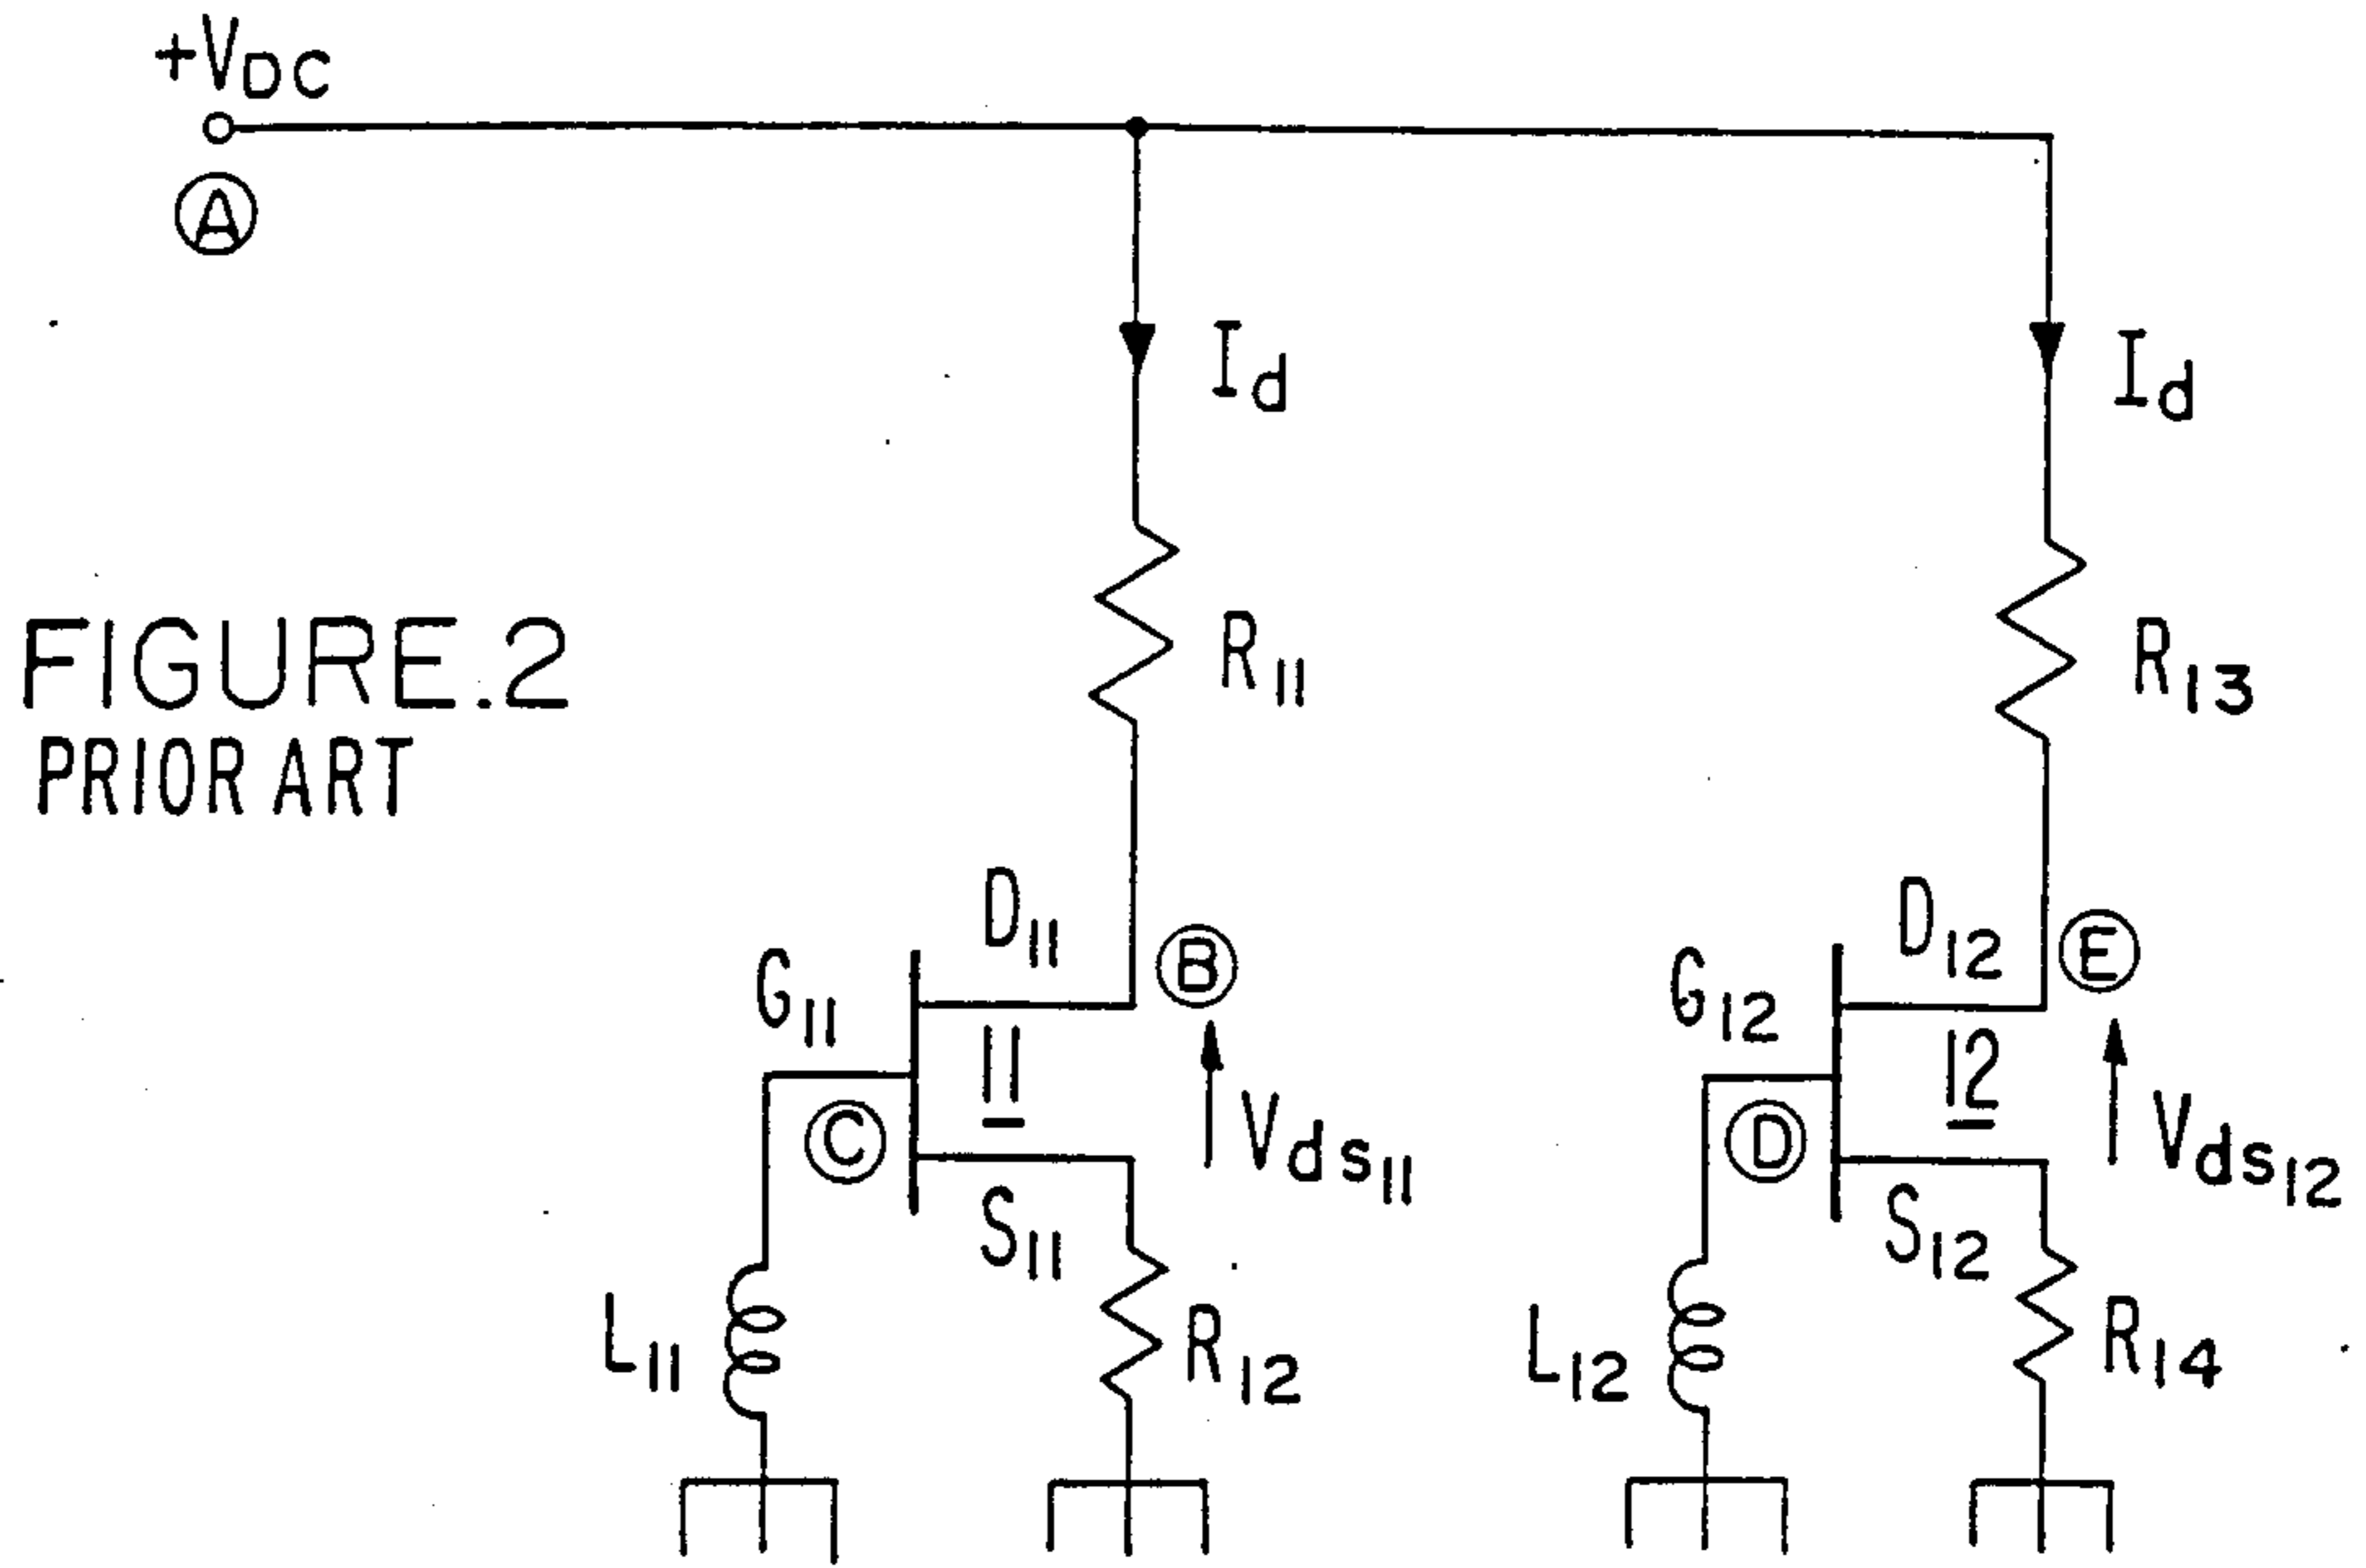 +VDC
A
Id
Id
FIGURE.2
PRIOR ART
R11
R13
D11
B
D12
E
G11
G12
11
12
C
D
Vds11
Vds12
S11
S12
L11
R12
L12
R14